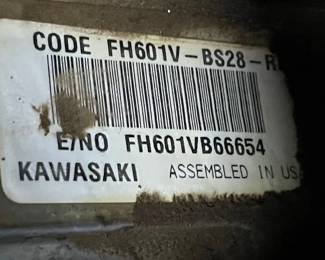 CODE FH601V-BS28-R
E/NO FH601VB66654
KAWASAKI ASSEMBLED IN US